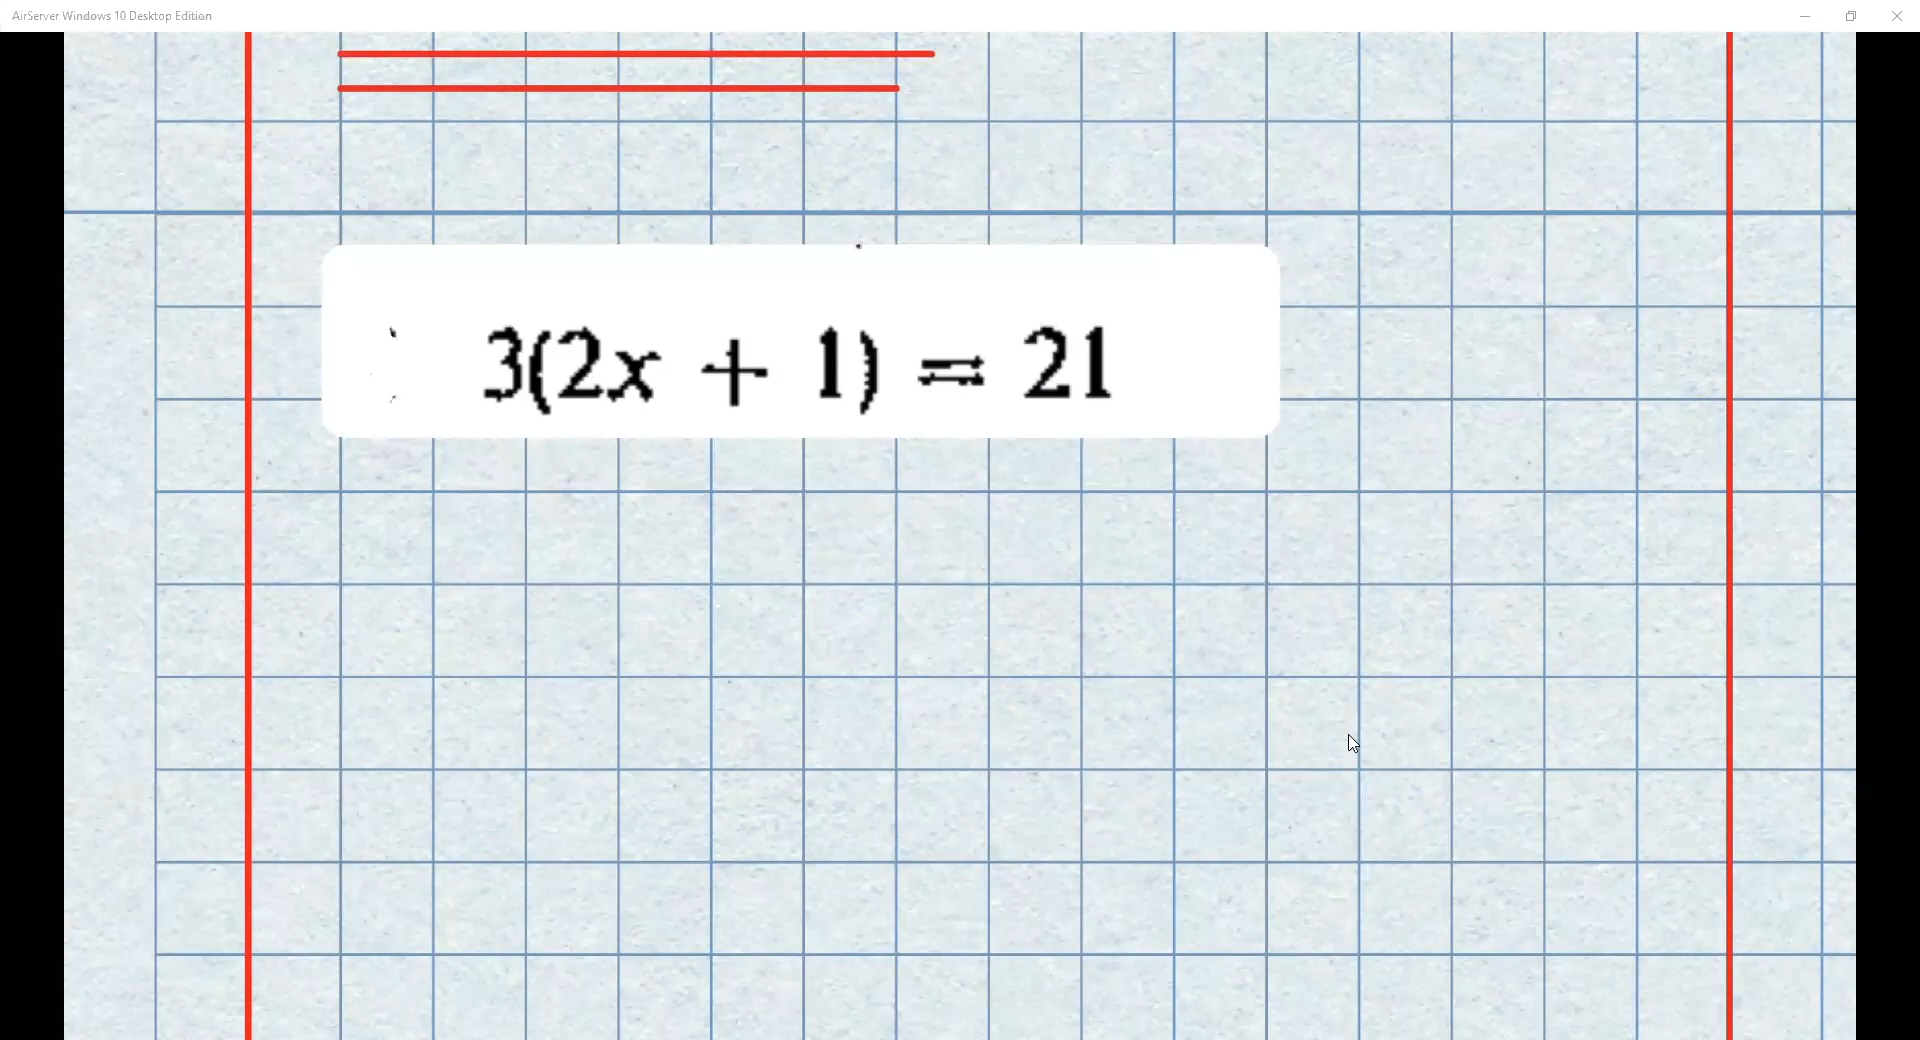 AirServer Windows 10 Desktop Edition
3(2x + 1) = 21